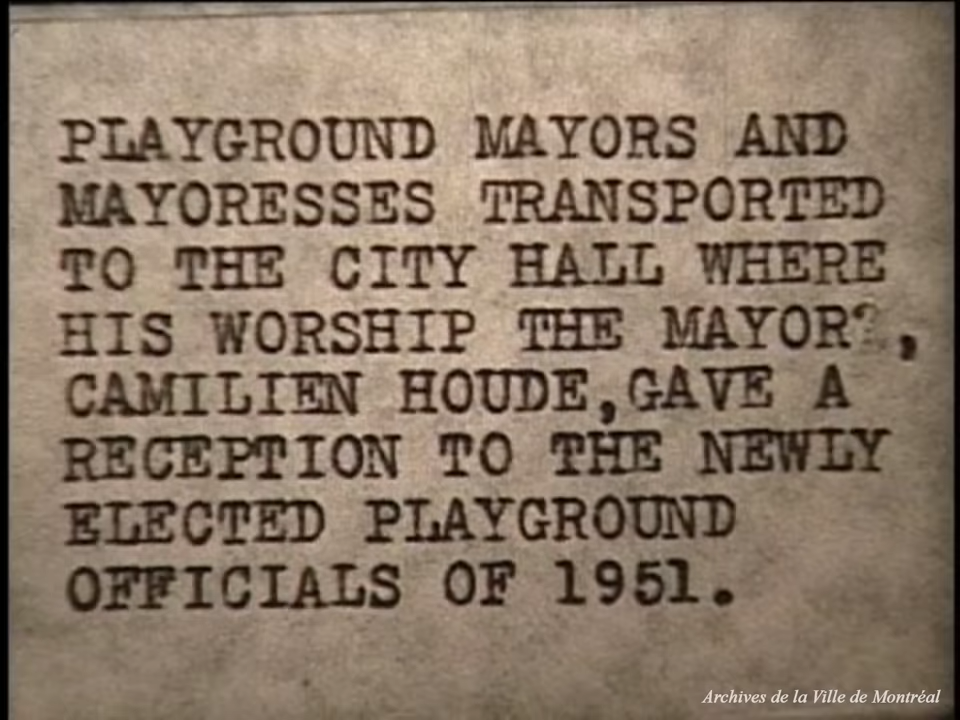 PLAYGROUND MAYORS AND
MAYORESSES TRANSPORTED
TO THE CITY HALL WHERE
HIS WORSHIP THE MAYOR,
CAMILIEN HOUDE,GAVE A
RECEPTION TO THE NEWLY
ELECTED PLAYGROUND
OFFICIALS OF 1951.
Archives de la Ville de Montréal